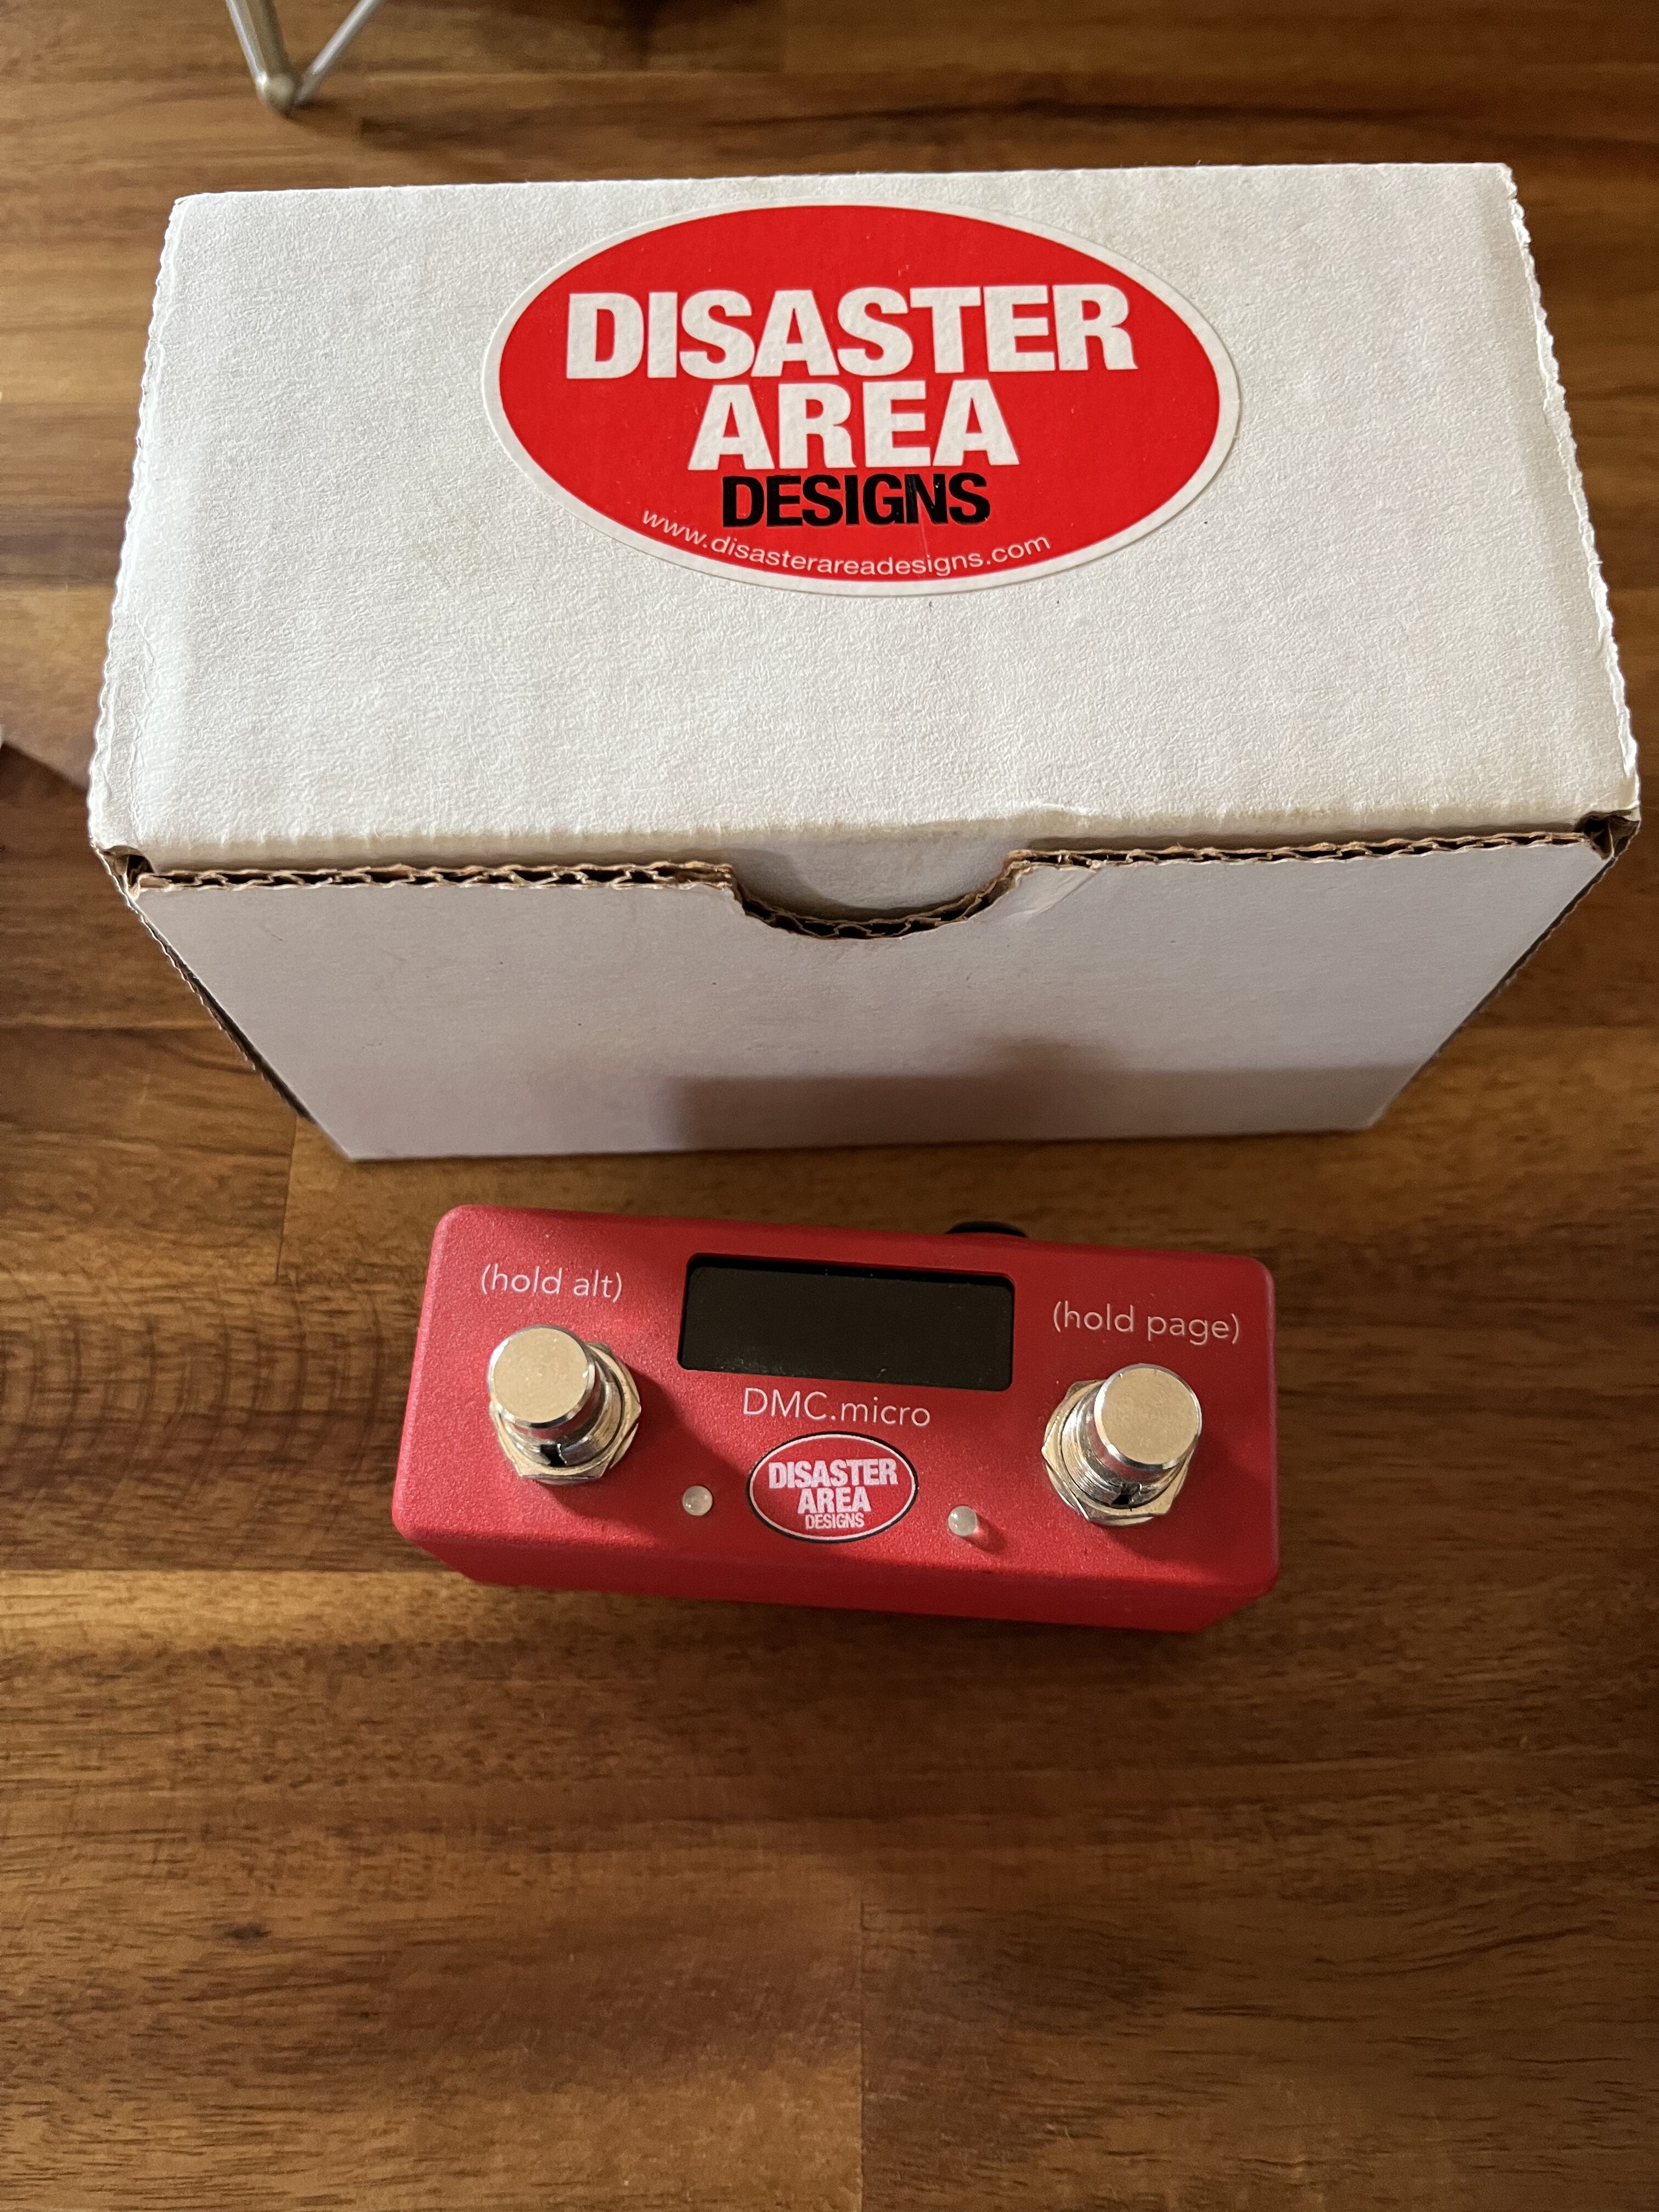 DISASTER
AREA
DESIGNS
www.disasterareadesigns.com
(hold alt)
(hold page)
DMC.micro
DISASTER
AREA
DESIGNS